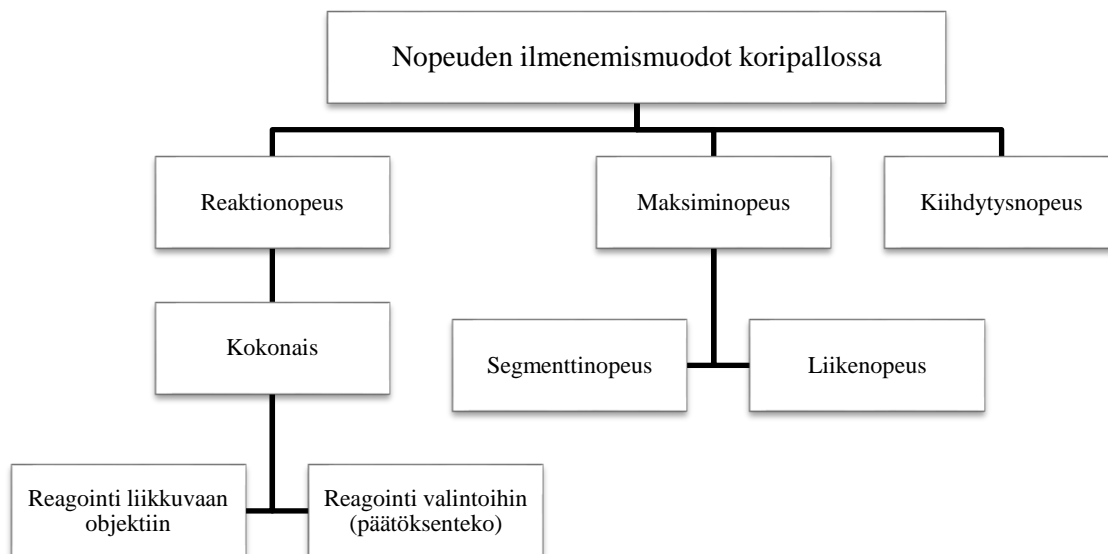 Nopeuden ilmenemismuodot koripallossa
Reaktionopeus
Maksiminopeus
Kiihdytysnopeus
Kokonais
Segmenttinopeus
Liikenopeus
Reagointi liikkuvaan
objektiin
Reagointi valintoihin
(päätöksenteko)